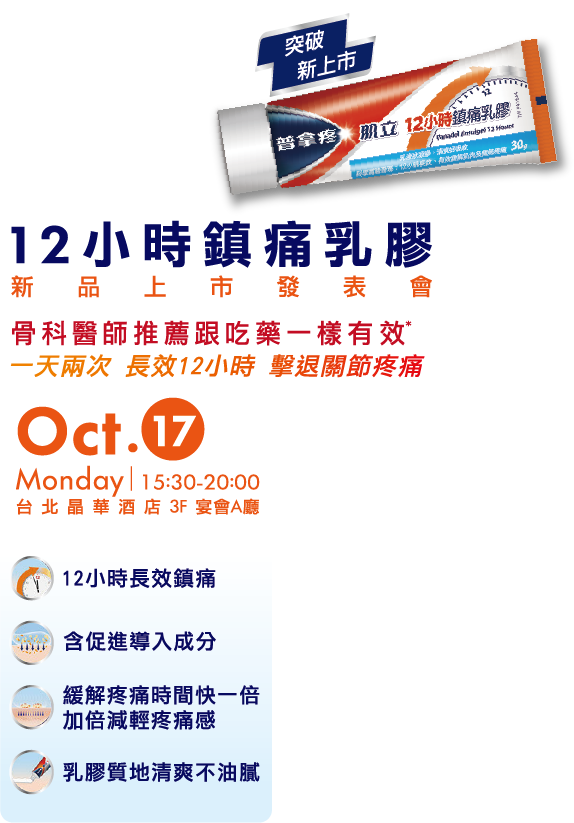 突破
新上市
普拿疼
肌立 12小時鎮痛乳膠
Panadol Emulgel 12 Hours
30g
12小時鎮痛乳膠
新品上市發表會
骨科醫師推薦跟吃藥一樣有效*
一天兩次 長效12小時 擊退關節疼痛
Oct.17
Monday| 15:30-20:00
台北晶華酒店 3F 宴會A廳
12小時長效鎮痛
含促進導入成分
緩解疼痛時間快一倍
加倍減輕疼痛感
乳膠質地清爽不油膩